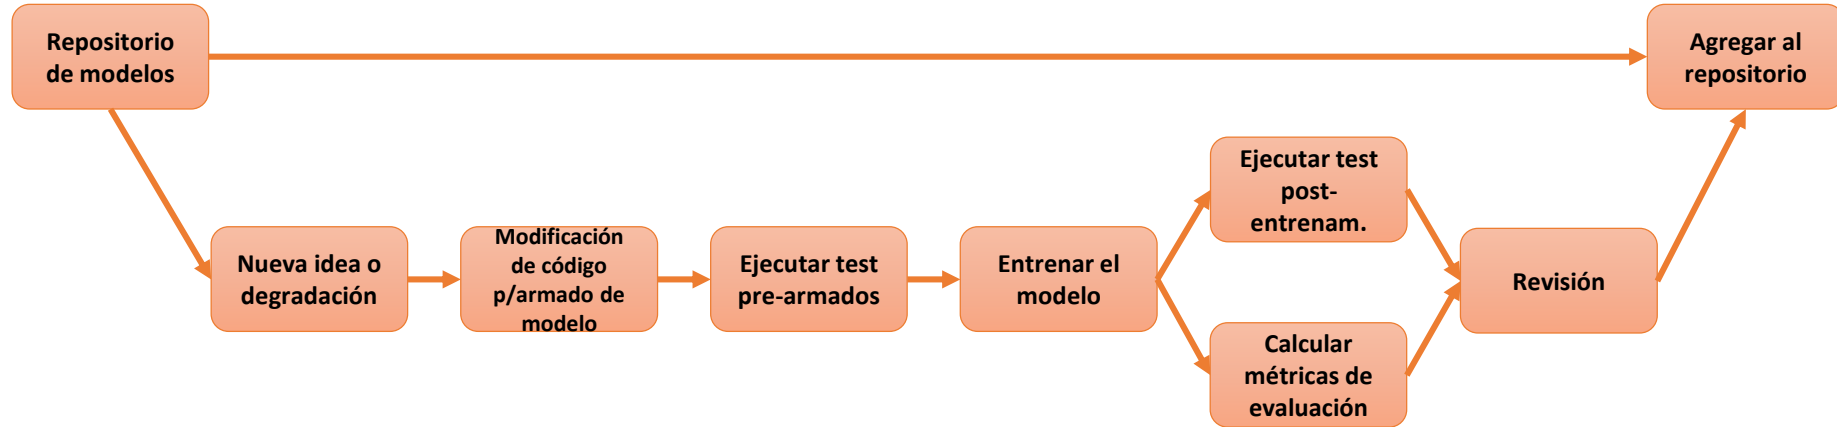 Repositorio
de modelos
Agregar al
repositorio
Nueva idea o
degradación
Modificación
de código
p/armado de
modelo
Ejecutar test
pre-armados
Entrenar el
modelo
Ejecutar test
post-
entrenam.
Calcular
métricas de
evaluación
Revisión